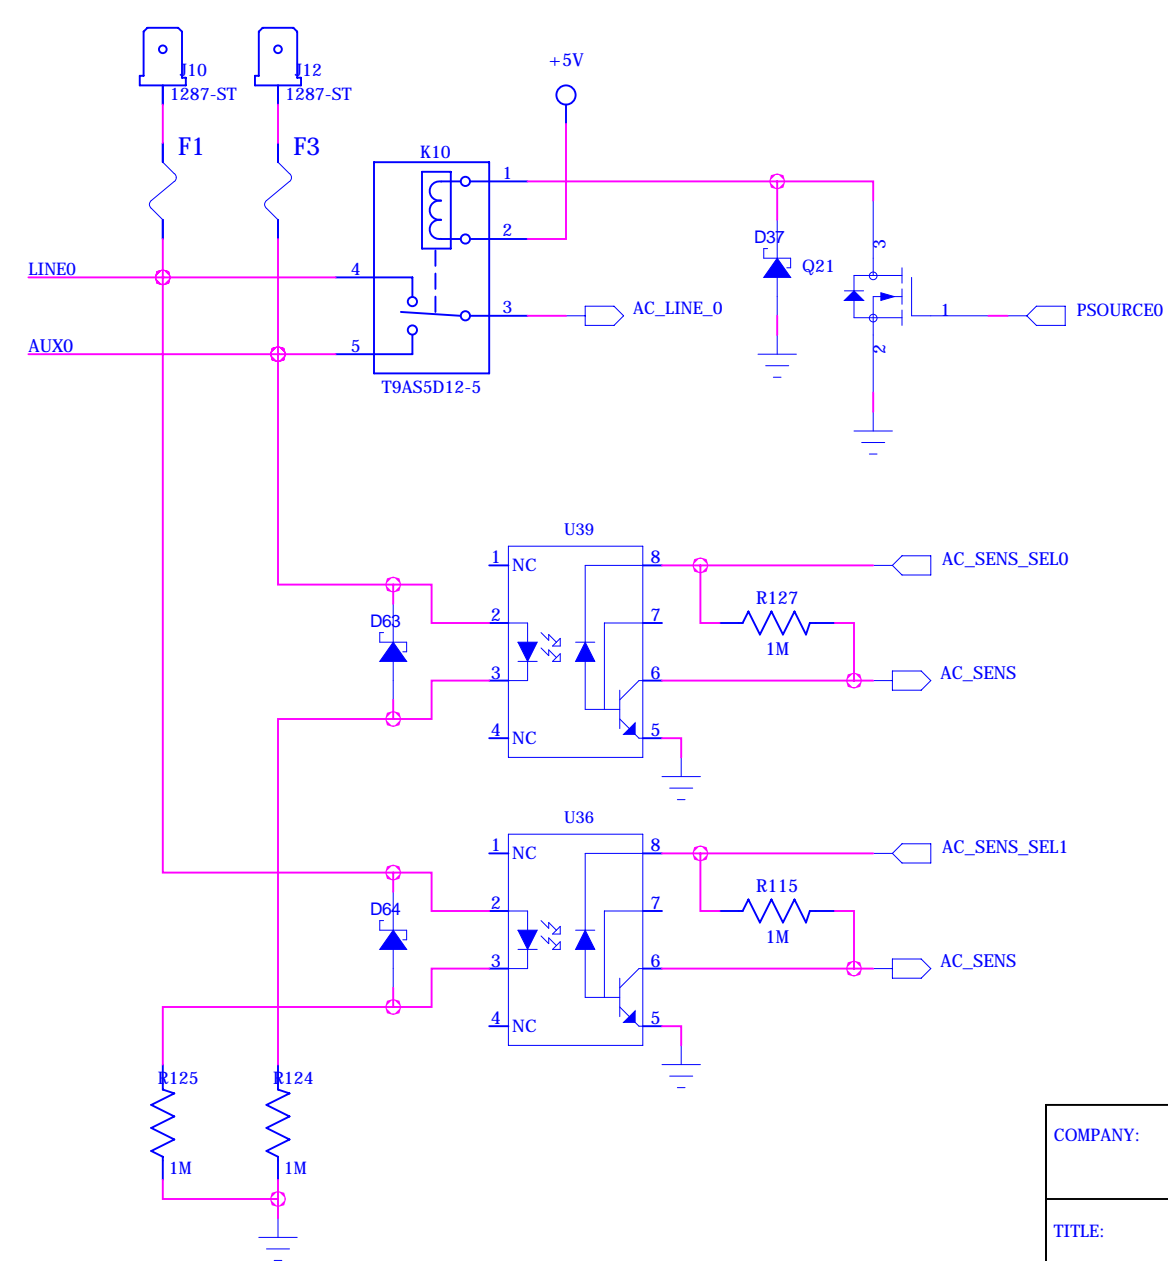 J10
1287-ST
J12
1287-ST
+5V
F1
F3
K10
1
2
D37
3
Q21
LINE0
4
3
AC_LINE_0
1
PSOURCE0
AUX0
5
2
T9AS5D12-5
U39
1
NC
8
AC_SENS_SEL0
R127
D63
2
7
1M
3
6
AC_SENS
4
NC
5
U36
1
NC
8
AC_SENS_SEL1
R115
D64
2
7
1M
3
6
AC_SENS
4
NC
5
R125
R124
1M
1M
COMPANY:
TITLE: